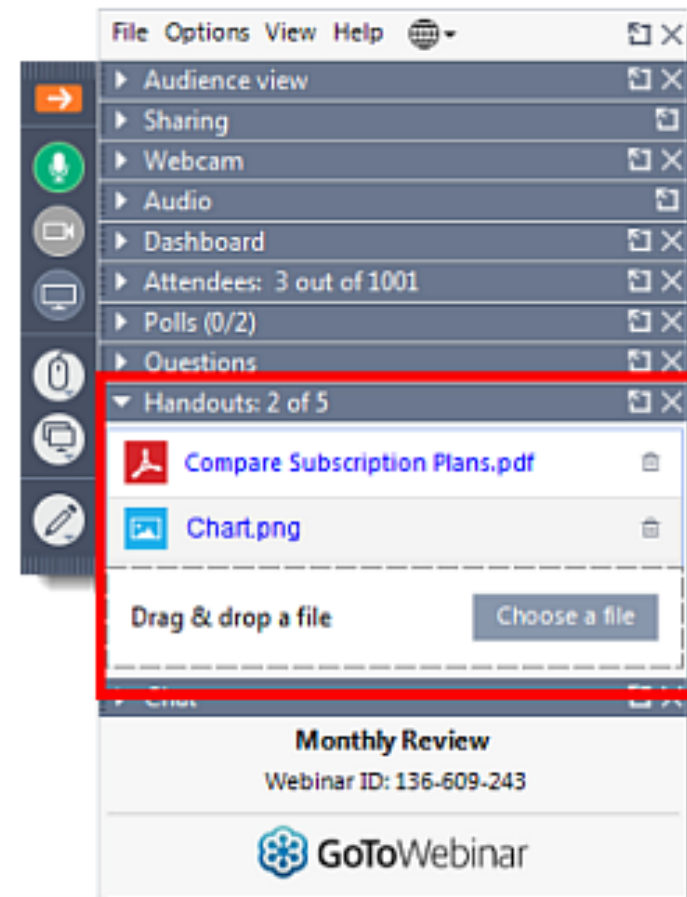 File Options View Help
Audience view
Sharing
Webcam
Audio
Dashboard
Attendees: 3 out of 1001
Polls (0/2)
Questions
Handouts: 2 of 5
Compare Subscription Plans.pdf
Chart.png
Drag & drop a file Choose a file
Chat
Monthly Review
Webinar ID: 136-609-243
GoToWebinar